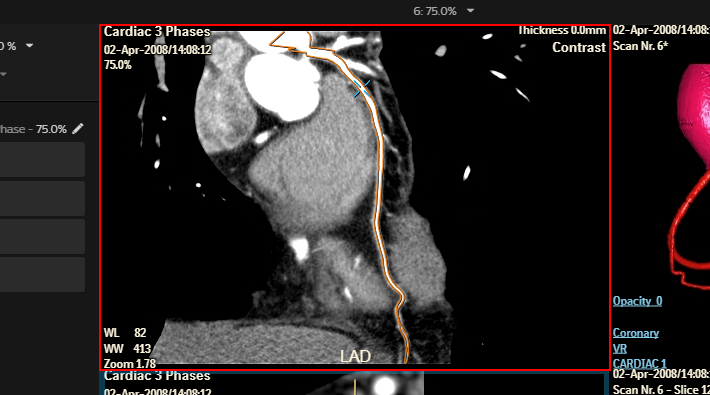 6: 75.0%
0 %
hase - 75.0%
Cardiac 3 Phases
02-Apr-2008/14:08:12
75.0%
Thickness 0.0mm
Contrast
WL 82
WW 413
Zoom 1.78
LAD
02-Apr-2008/14:08:
Scan Nr. 6*
Opacity 0
Coronary
VR
CARDIAC 1
Cardiac 3 Phases
02-Apr-2008/14:08:12
02-Apr-2008/14:08:
Scan Nr. 6 - Slice 12